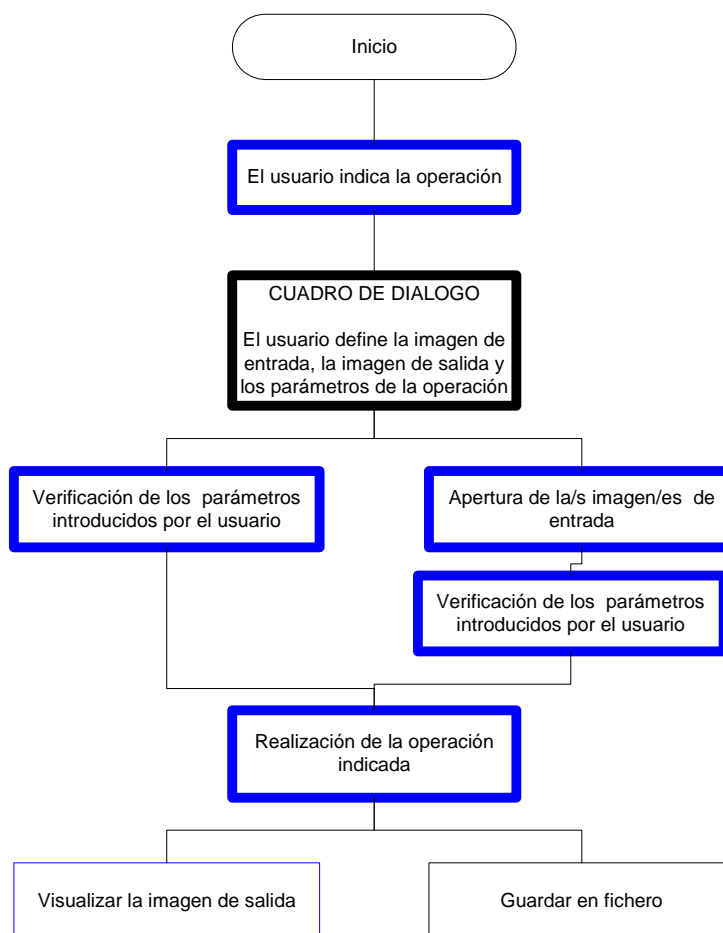 Inicio
El usuario indica la operación
CUADRO DE DIALOGO
El usuario define la imagen de
entrada, la imagen de salida y
los parámetros de la operación
Verificación de los  parámetros
introducidos por el usuario
Apertura de la/s imagen/es  de
entrada
Verificación de los  parámetros
introducidos por el usuario
Realización de la operación
indicada
Visualizar la imagen de salida
Guardar en fichero